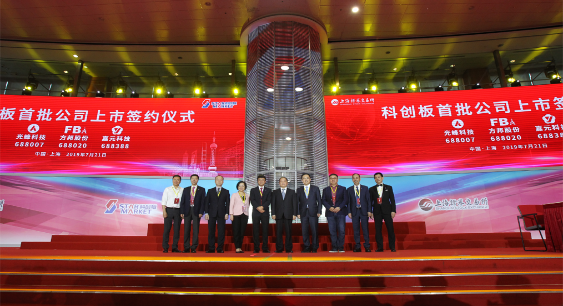 板首批公司上市签约仪式
光峰科技
688007
FBA
方邦股份
688020
嘉元科技
688388
中国·上海 2019年7月21日
STAR
MARKET
上海证券交易所
科创板首批公司上市签
光峰科技
688007
FBA
方邦股份
688020
嘉元科技
688388
中国·上海 2019年7月21日
上海证券交易所